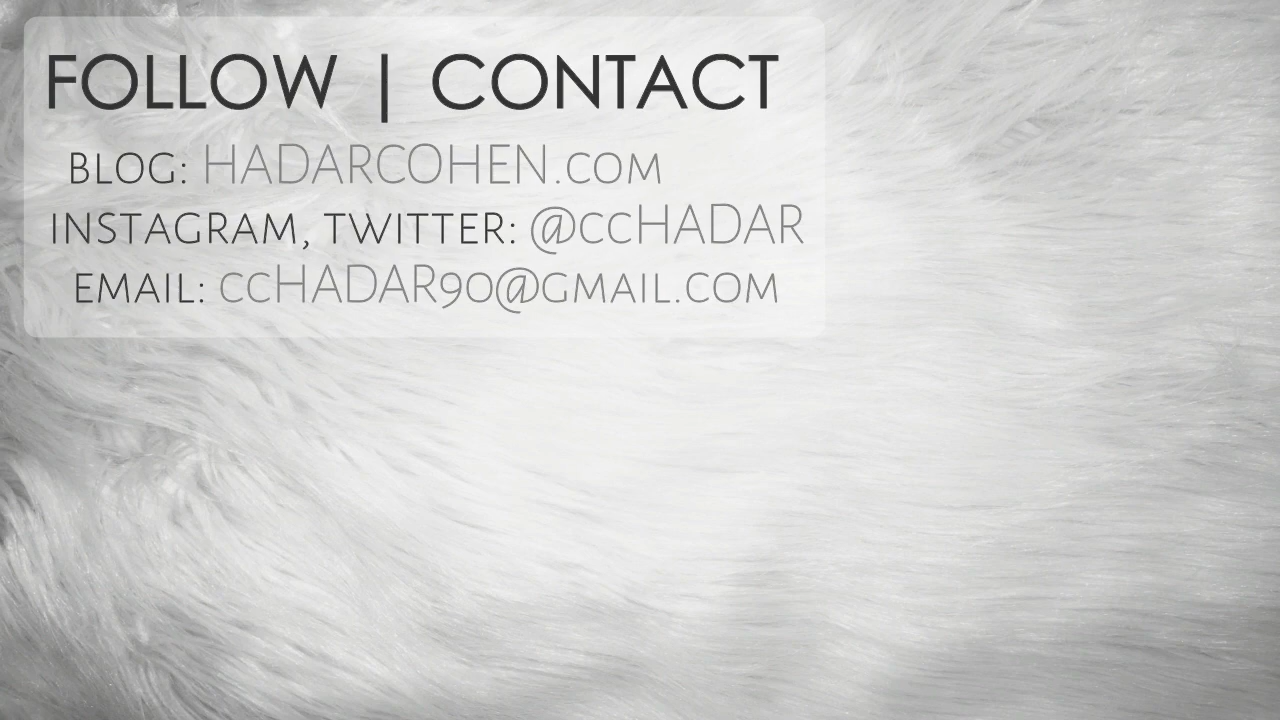 FOLLOW | CONTACT
BLOG: HADARCOHEN.COM
INSTAGRAM, TWITTER: @ccHADAR
EMAIL: ccHADAR90@GMAIL.COM